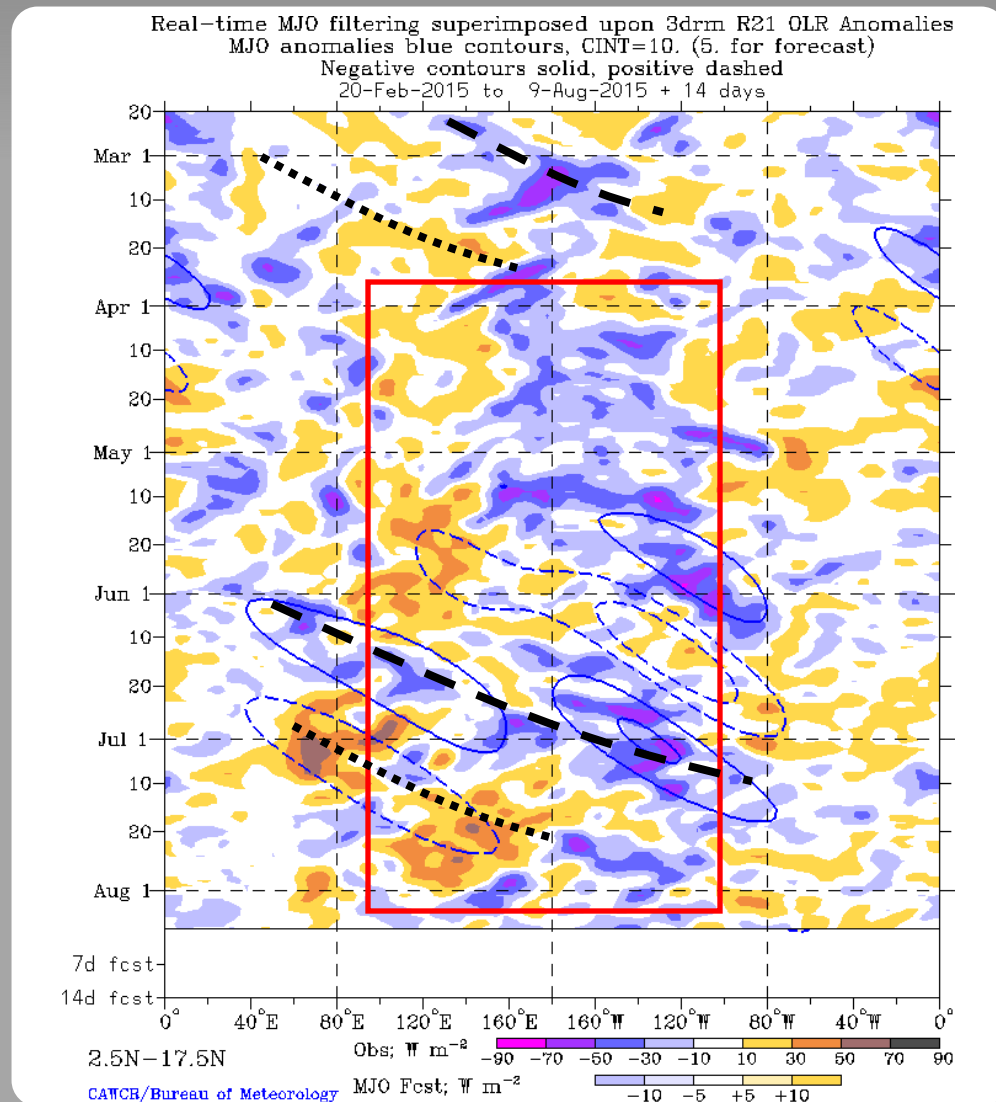 Real-time MJO filtering superimposed upon 3drm R21 OLR Anomalies
MJO anomalies blue contours, CINT=10. (5. for forecast)
Negative contours solid, positive dashed
20-Feb-2015 to 9-Aug-2015 + 14 days
20
Mar 1
10
20
Apr 1
10
20
May 1
10
20
Jun 1
10
20
Jul 1
10
20
Aug 1
7d fcst
14d fcst
0° 40°E 80°E 120°E 160°E 160°W 120°W 80°W 40°W 0°
2.5N-17.5N
Obs; W m-2
-90 -70 -50 -30 -10 10 30 50 70 90
CAWCR/Bureau of Meteorology
MJO Fcst; W m-2
-10 -5 +5 +10